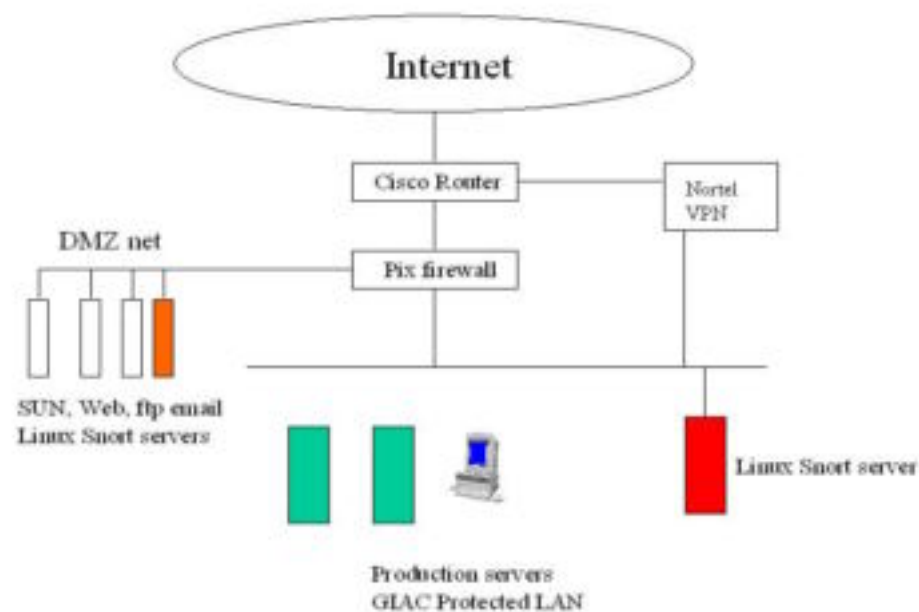 Internet
Cisco Router
Nortel
VPN
DMZ net
Pix firewall
SUN, Web, ftp email
Linux Snort servers
Linux Snort server
Production servers
GIAC Protected LAN